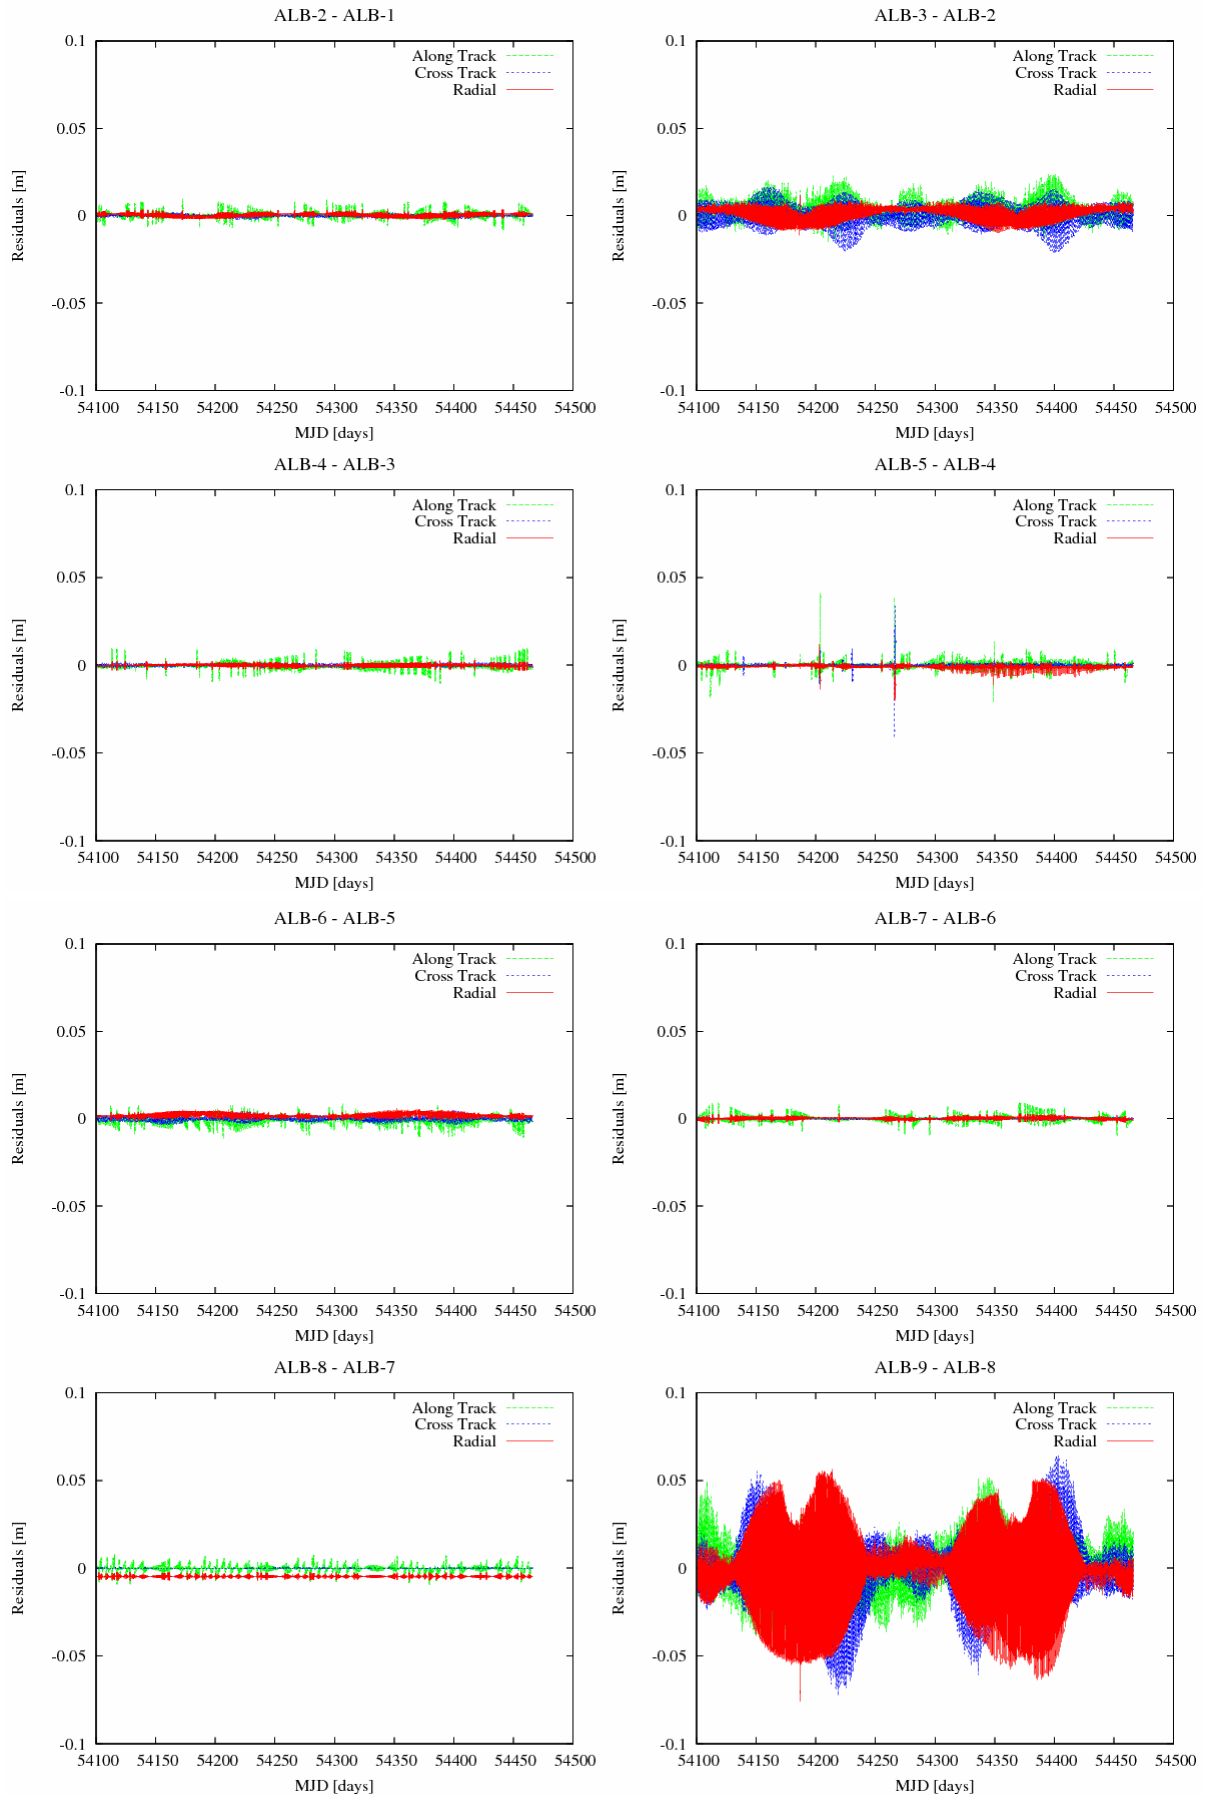 ALB-2 - ALB-1
0.1
0.05
0
-0.05
-0.1
Residuals [m]
Along Track
Cross Track
Radial
54100 54150 54200 54250 54300 54350 54400 54450 54500
MJD [days]
ALB-3 - ALB-2
0.1
0.05
0
-0.05
-0.1
Residuals [m]
Along Track
Cross Track
Radial
54100 54150 54200 54250 54300 54350 54400 54450 54500
MJD [days]
ALB-4 - ALB-3
0.1
0.05
0
-0.05
-0.1
Residuals [m]
Along Track
Cross Track
Radial
54100 54150 54200 54250 54300 54350 54400 54450 54500
MJD [days]
ALB-5 - ALB-4
0.1
0.05
0
-0.05
-0.1
Residuals [m]
Along Track
Cross Track
Radial
54100 54150 54200 54250 54300 54350 54400 54450 54500
MJD [days]
ALB-6 - ALB-5
0.1
0.05
0
-0.05
-0.1
Residuals [m]
Along Track
Cross Track
Radial
54100 54150 54200 54250 54300 54350 54400 54450 54500
MJD [days]
ALB-7 - ALB-6
0.1
0.05
0
-0.05
-0.1
Residuals [m]
Along Track
Cross Track
Radial
54100 54150 54200 54250 54300 54350 54400 54450 54500
MJD [days]
ALB-8 - ALB-7
0.1
0.05
0
-0.05
-0.1
Residuals [m]
Along Track
Cross Track
Radial
54100 54150 54200 54250 54300 54350 54400 54450 54500
MJD [days]
ALB-9 - ALB-8
0.1
0.05
0
-0.05
-0.1
Residuals [m]
Along Track
Cross Track
Radial
54100 54150 54200 54250 54300 54350 54400 54450 54500
MJD [days]